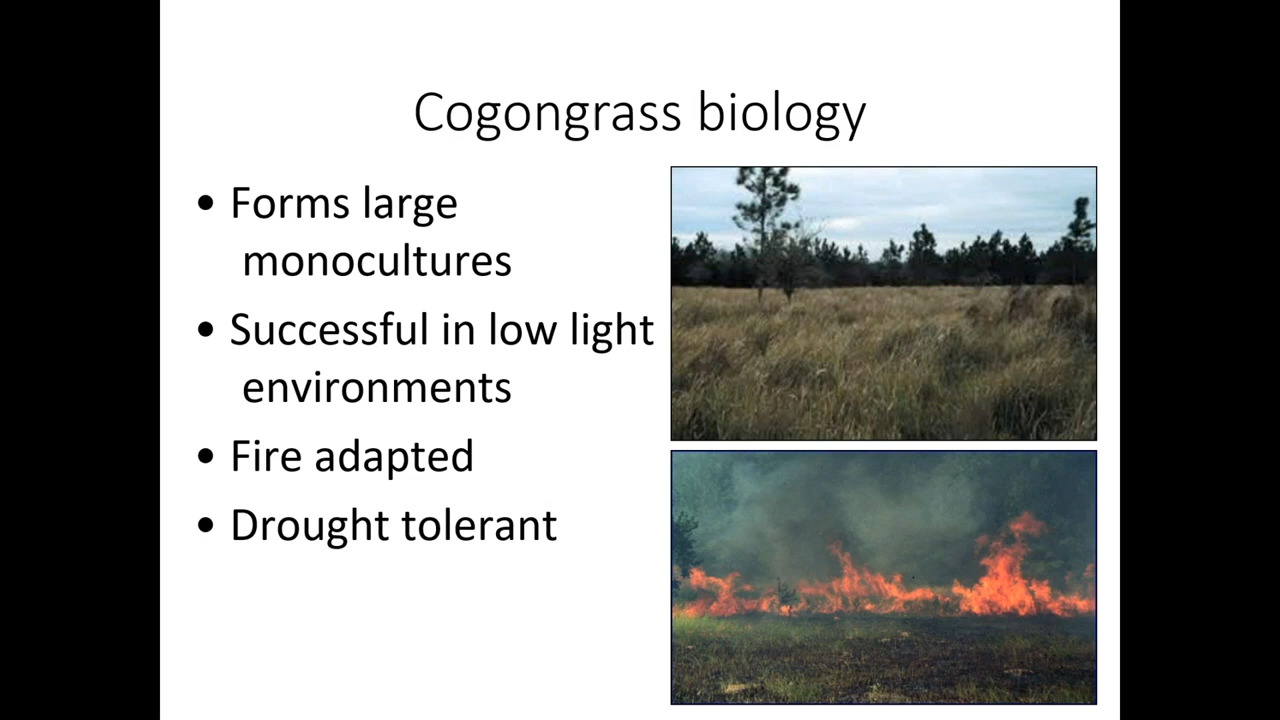 Cogongrass biology
• Forms large
monocultures
• Successful in low light
environments
• Fire adapted
• Drought tolerant